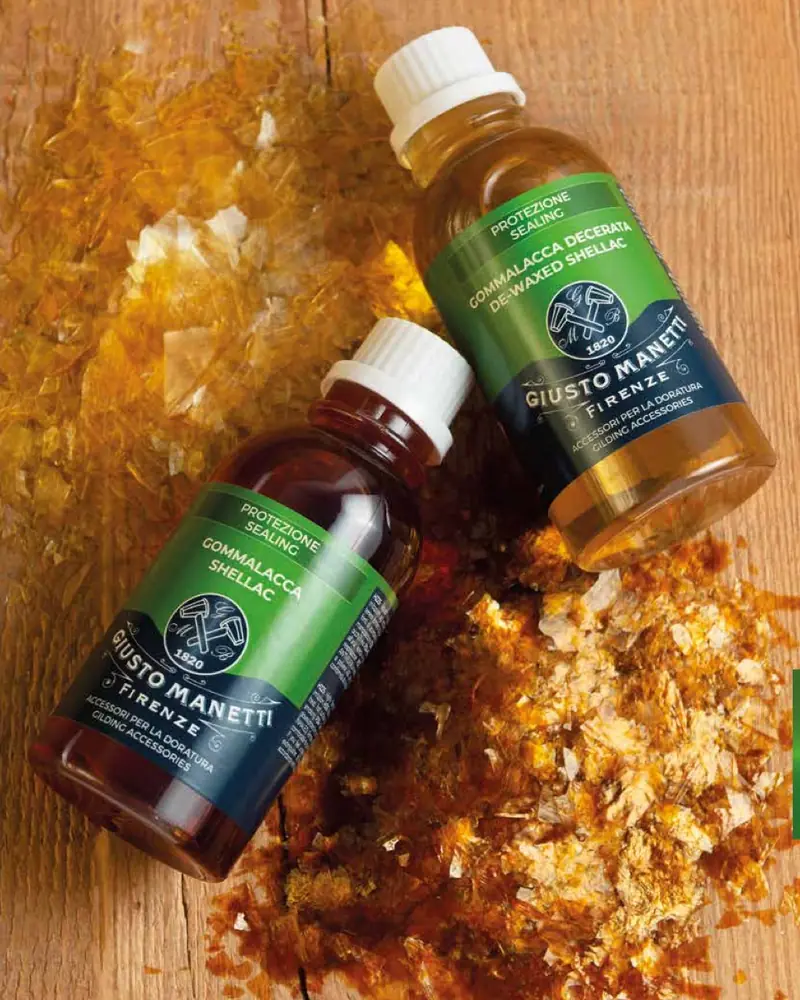 PROTEZIONE
SEALING
GOMMALACCA DECERATA
DE-WAXED SHELLAC
G
M B
1820
GIUSTO MANETTI
FIRENZE
ACCESSORI PER LA DORATURA
GILDING ACCESSORIES
PROTEZIONE
SEALING
GOMMALACCA
SHELLAC
G
M B
1820
GIUSTO MANETTI
FIRENZE
ACCESSORI PER LA DORATURA
GILDING ACCESSORIES